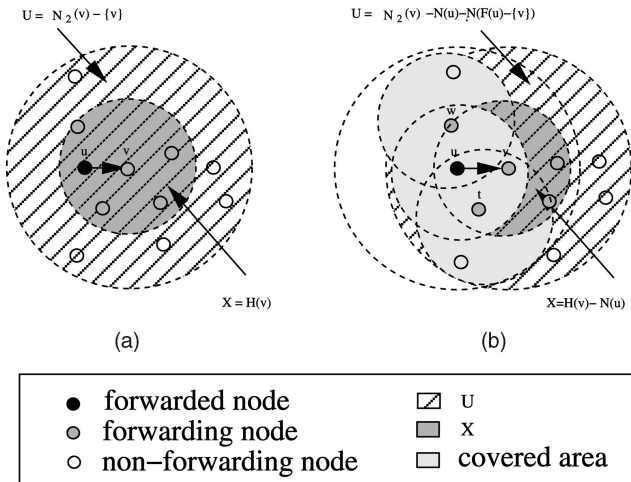 U = N₂(v) − {v}
U = N₂(v) −N(u)−N(F(u)−{v})
u
v
w
u
v
t
X = H(v)
X=H(v)− N(u)
(a)
(b)
forwarded node
forwarding node
non−forwarding node
U
X
covered area